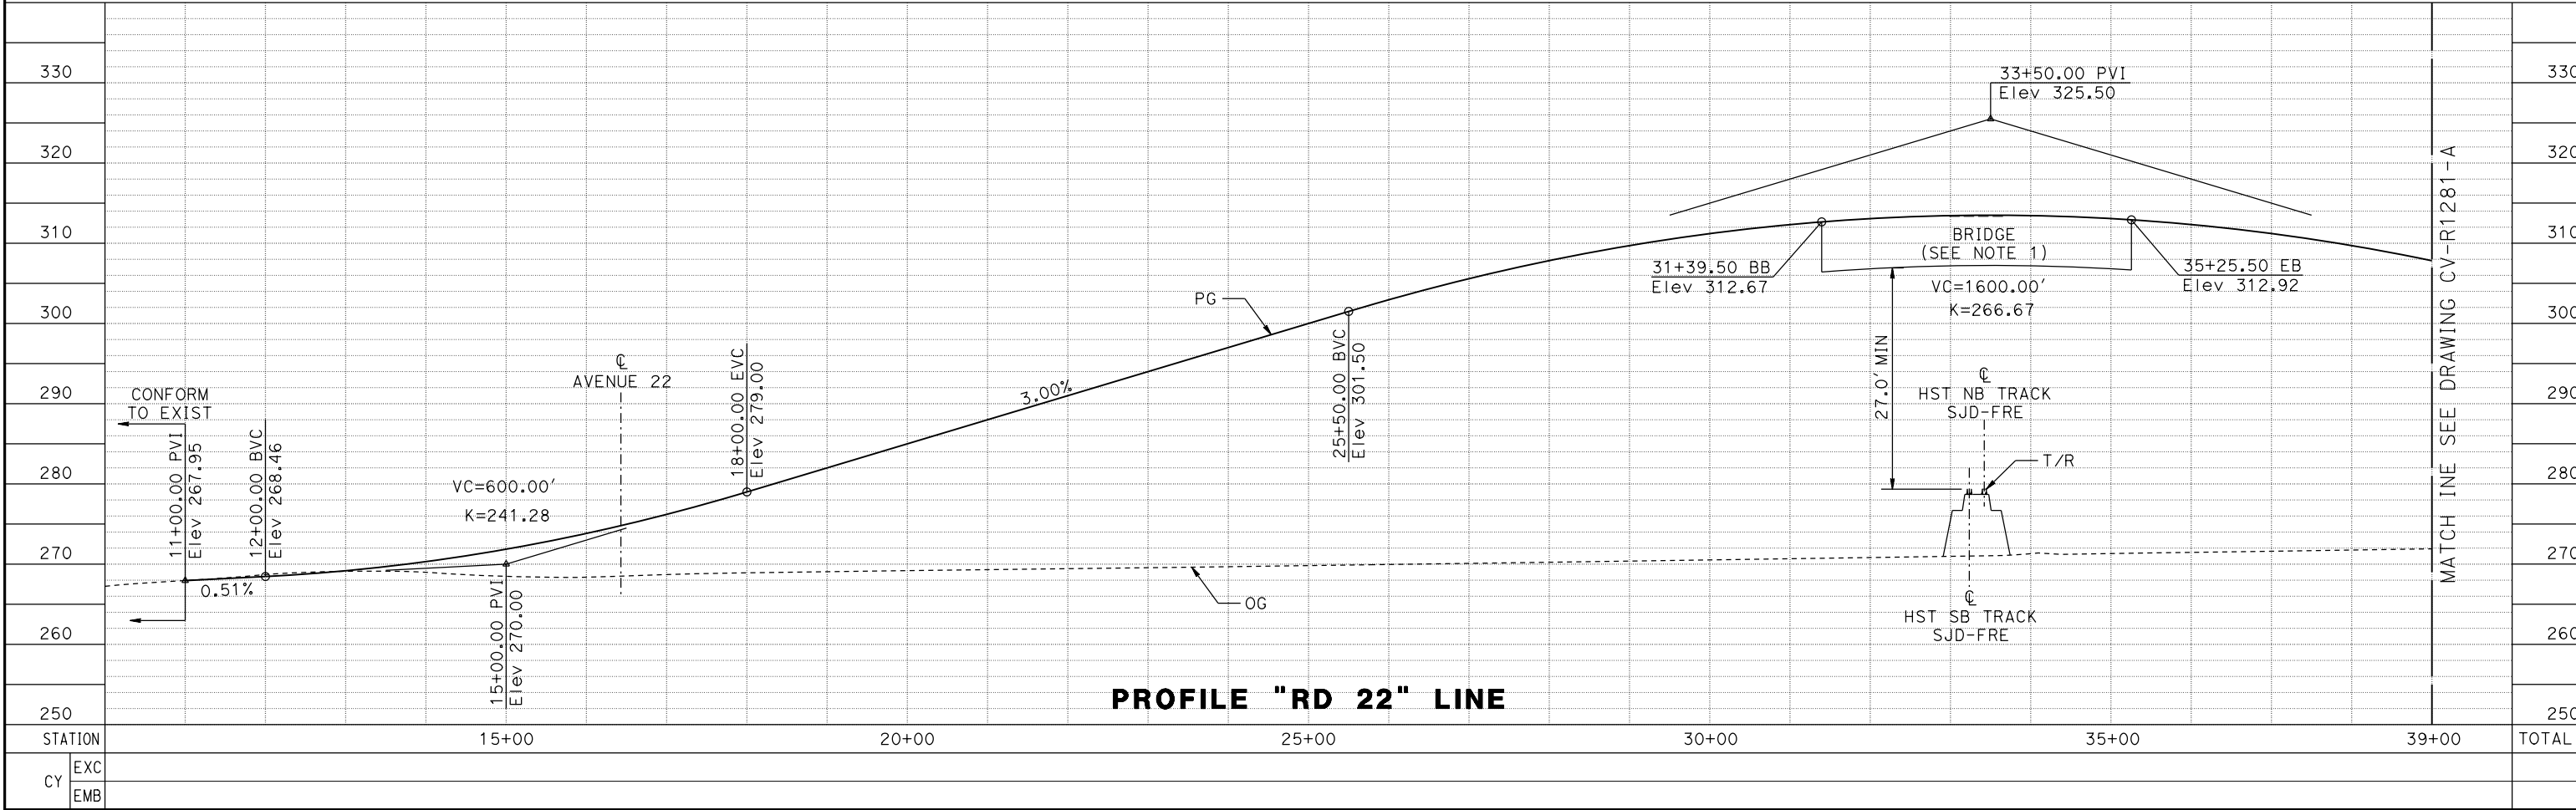 330
320
310
300
290
280
270
260
250
CONFORM
TO EXIST
11+00.00 PVI
Elev 267.95
12+00.00 BVC
Elev 268.46
0.51%
VC=600.00'
K=241.28
15+00.00 PVI
Elev 270.00
℄
AVENUE 22
18+00.00 EVC
Elev 279.00
3.00%
PG
25+50.00 BVC
Elev 301.50
OG
33+50.00 PVI
Elev 325.50
31+39.50 BB
Elev 312.67
BRIDGE
(SEE NOTE 1)
VC=1600.00'
K=266.67
35+25.50 EB
Elev 312.92
27.0' MIN
℄
HST NB TRACK
SJD-FRE
T/R
℄
HST SB TRACK
SJD-FRE
MATCH INE SEE DRAWING CV-R1281-A
330
320
310
300
290
280
270
260
250
PROFILE "RD 22" LINE
STATION
15+00
20+00
25+00
30+00
35+00
39+00
TOTAL
CY
EXC
EMB